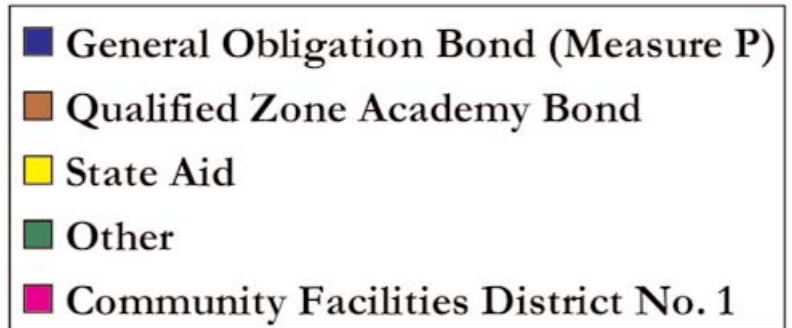 General Obligation Bond (Measure P)
Qualified Zone Academy Bond
State Aid
Other
Community Facilities District No. 1